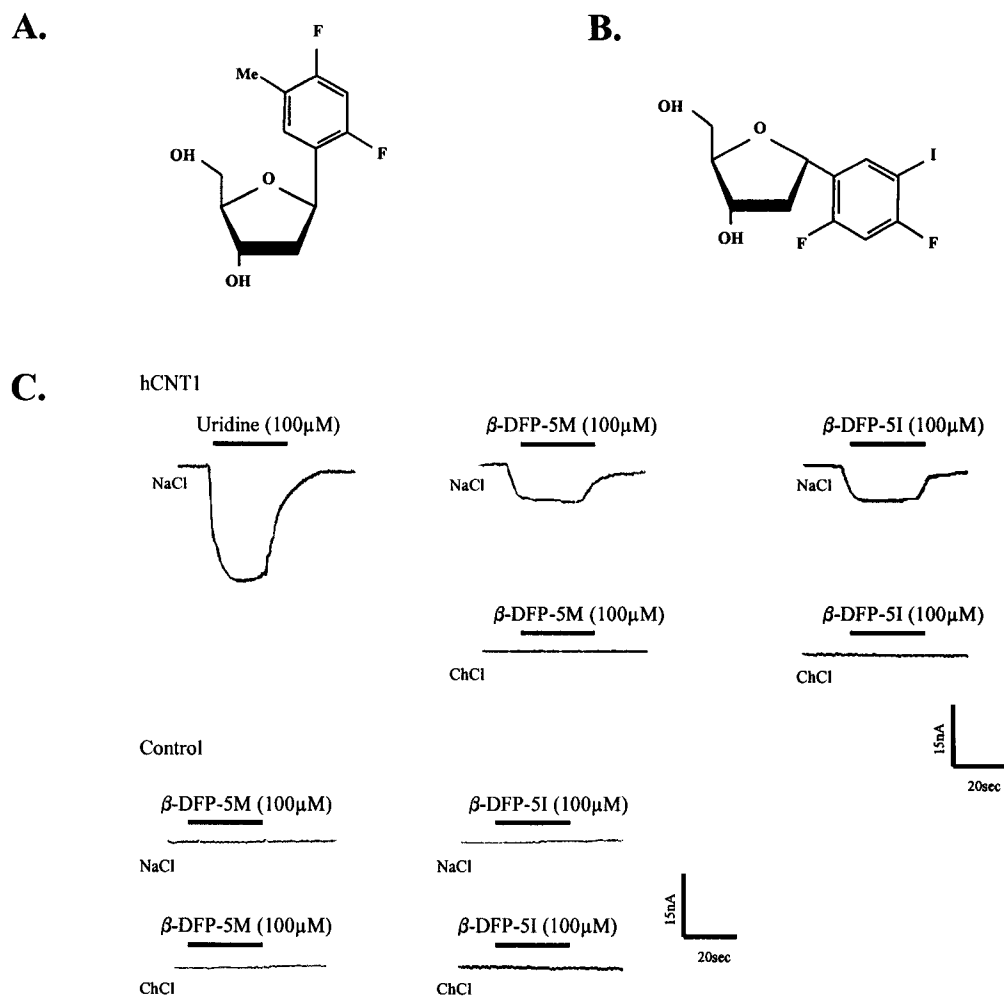 A.
B.
F
Me
F
OH
O
OH
OH
O
I
OH
F
F
C.
hCNT1
Uridine (100μM)
β-DFP-5M (100μM)
β-DFP-5I (100μM)
NaCl
NaCl
NaCl
β-DFP-5M (100μM)
β-DFP-5I (100μM)
ChCl
ChCl
15nA
20sec
Control
β-DFP-5M (100μM)
β-DFP-5I (100μM)
NaCl
NaCl
β-DFP-5M (100μM)
β-DFP-5I (100μM)
15nA
20sec
ChCl
ChCl